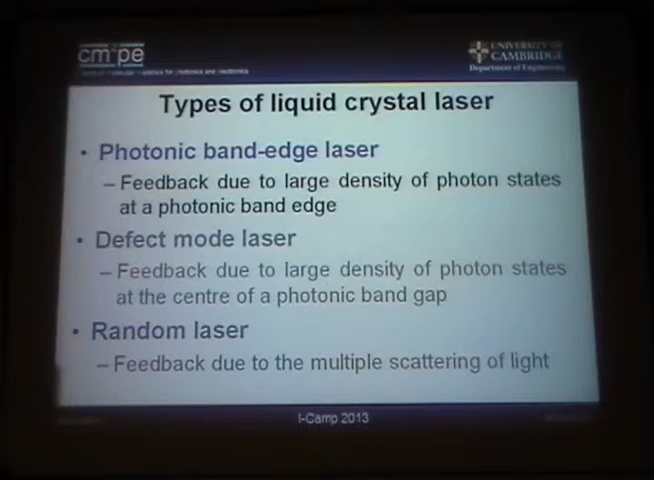 cm pe
UNIVERSITY OF
CAMBRIDGE
Department of Engineering
Types of liquid crystal laser
• Photonic band-edge laser
– Feedback due to large density of photon states
at a photonic band edge
• Defect mode laser
– Feedback due to large density of photon states
at the centre of a photonic band gap
• Random laser
– Feedback due to the multiple scattering of light
I-Camp 2013